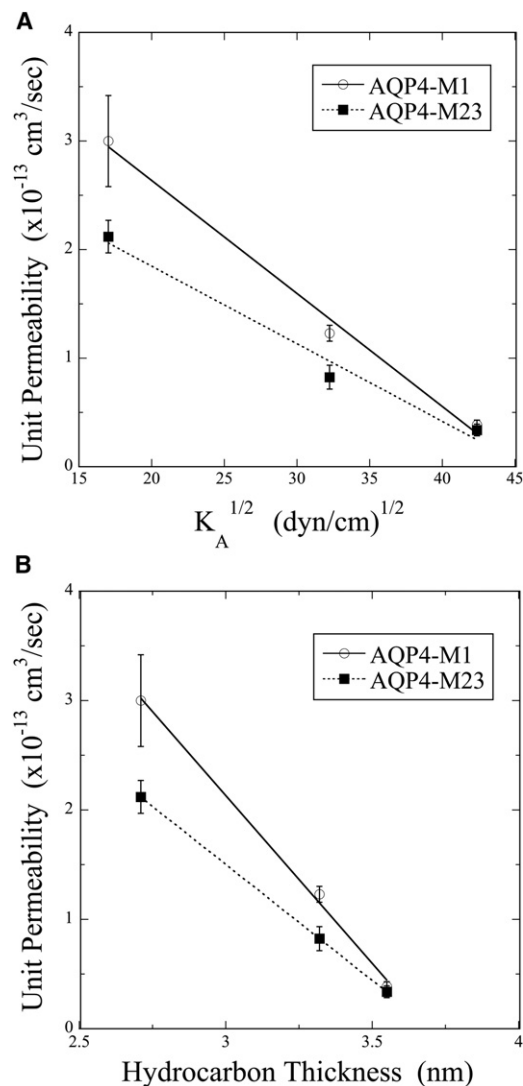 A
4
3
2
1
0
Unit Permeability (x10⁻¹³ cm³/sec)
AQP4-M1
AQP4-M23
15 20 25 30 35 40 45
K_A^1/2 (dyn/cm)^1/2
B
4
3
2
1
0
Unit Permeability (x10⁻¹³ cm³/sec)
AQP4-M1
AQP4-M23
2.5 3 3.5 4
Hydrocarbon Thickness (nm)